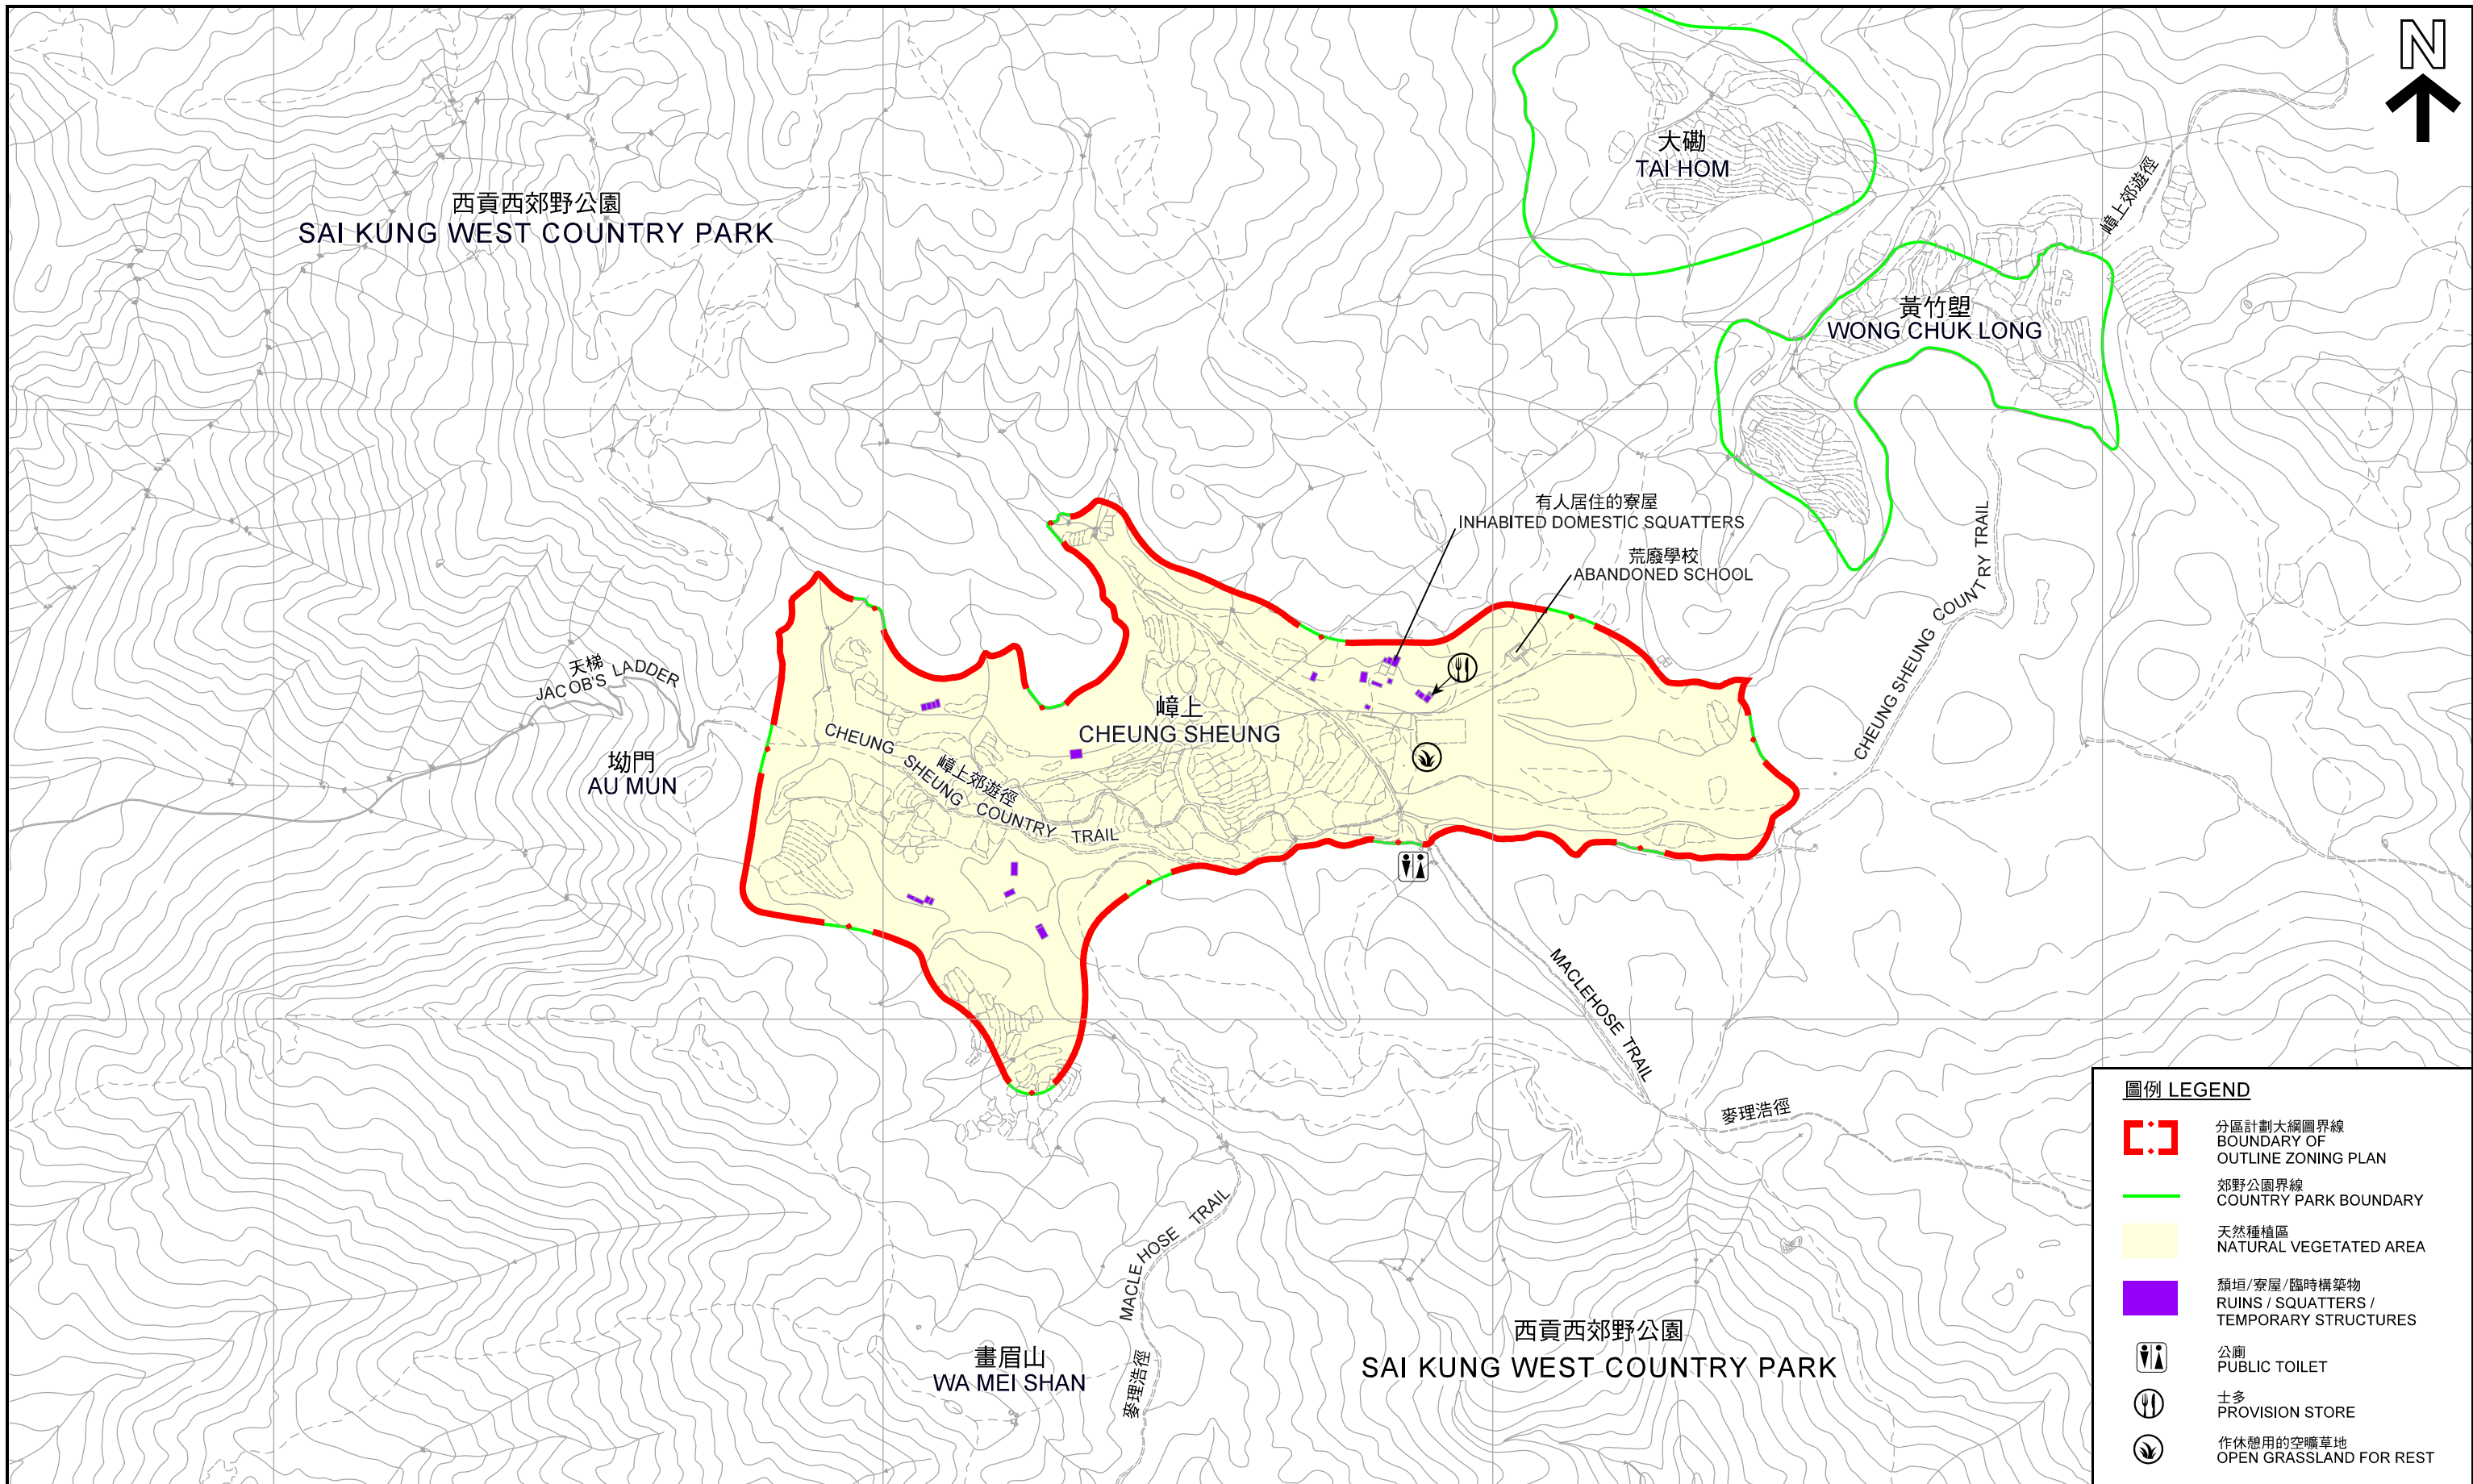 N
大磡
TAI HOM
嶂上郊遊徑
西貢西郊野公園
SAI KUNG WEST COUNTRY PARK
黃竹塱
WONG CHUK LONG
有人居住的寮屋
INHABITED DOMESTIC SQUATTERS
荒廢學校
ABANDONED SCHOOL
CHEUNG SHEUNG COUNTRY TRAIL
天梯
JACOB'S LADDER
坳門
AU MUN
嶂上
CHEUNG SHEUNG
嶂上郊遊徑
CHEUNG SHEUNG COUNTRY TRAIL
MACLEHOSE TRAIL
麥理浩徑
MACLEHOSE TRAIL
麥理浩徑
畫眉山
WA MEI SHAN
西貢西郊野公園
SAI KUNG WEST COUNTRY PARK
圖例 LEGEND
分區計劃大綱圖界線
BOUNDARY OF
OUTLINE ZONING PLAN
郊野公園界線
COUNTRY PARK BOUNDARY
天然種植區
NATURAL VEGETATED AREA
頹垣/寮屋/臨時構築物
RUINS / SQUATTERS /
TEMPORARY STRUCTURES
公廁
PUBLIC TOILET
士多
PROVISION STORE
作休憩用的空曠草地
OPEN GRASSLAND FOR REST